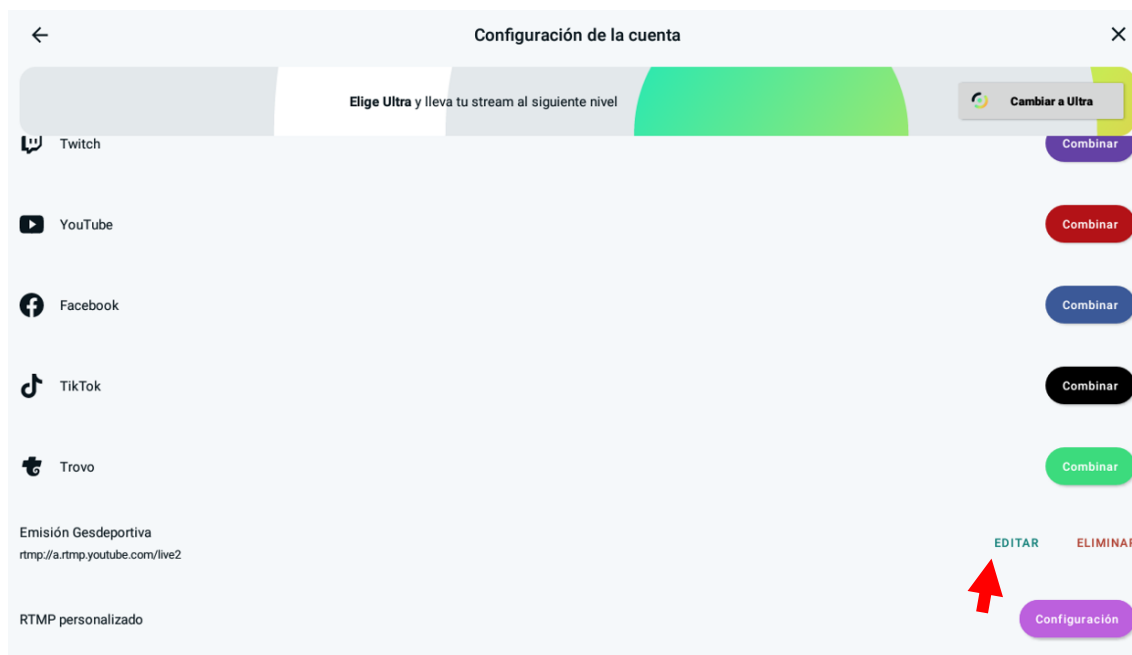 Configuración de la cuenta
Elige Ultra y lleva tu stream al siguiente nivel
Cambiar a Ultra
Twitch
Combinar
YouTube
Combinar
Facebook
Combinar
TikTok
Combinar
Trovo
Combinar
Emisión Gesdeportiva
rtmp://a.rtmp.youtube.com/live2
EDITAR ELIMINAR
RTMP personalizado
Configuración